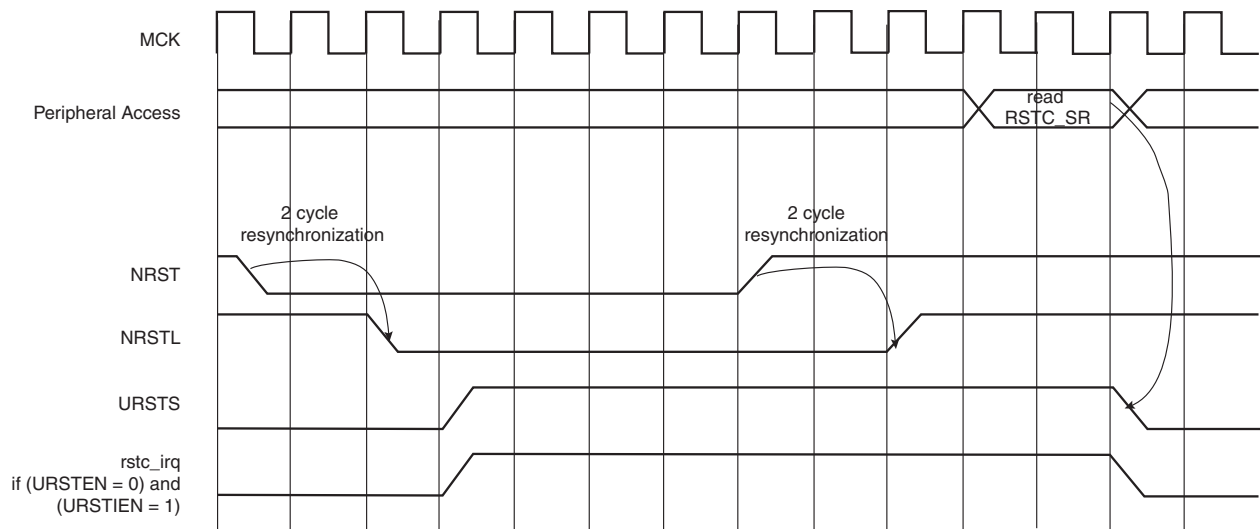 MCK
Peripheral Access
read
RSTC_SR
2 cycle
resynchronization
2 cycle
resynchronization
NRST
NRSTL
URSTS
rstc_irq
if (URSTEN = 0) and
(URSTIEN = 1)